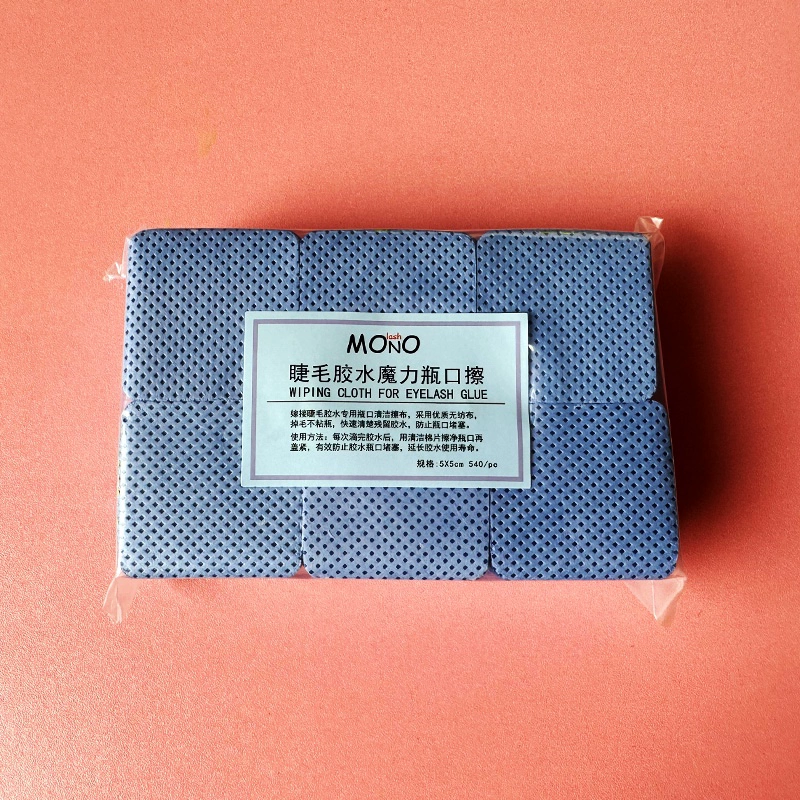 MONO
lash
睫毛胶水魔力瓶口擦
WIPING CLOTH FOR EYELASH GLUE
嫁接睫毛胶水专用瓶口清洁擦布，采用优质无纺布，
掉毛不粘瓶，快速清楚残留胶水，防止瓶口堵塞。
使用方法：每次滴完胶水后，用清洁棉片擦净瓶口再
盖紧，有效防止胶水瓶口堵塞，延长胶水使用寿命。
规格:5X5cm 540/pc